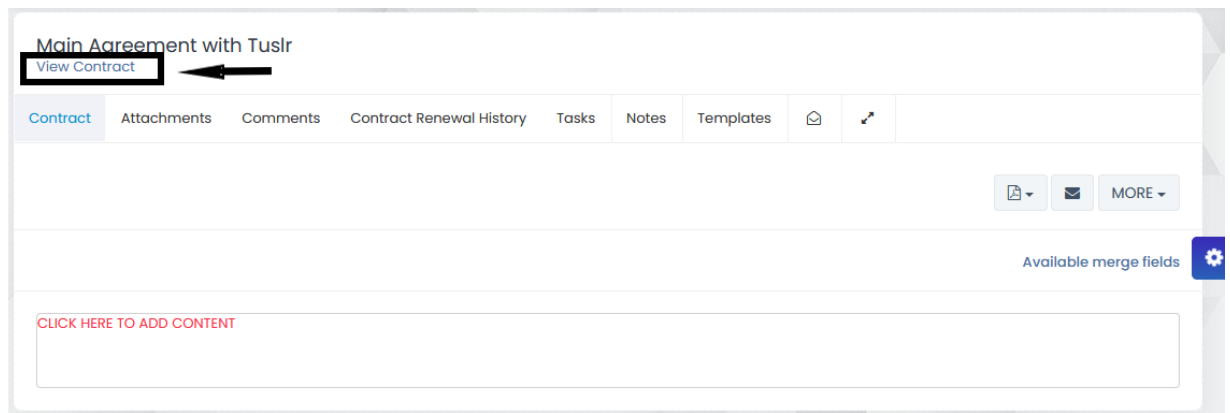 Main Agreement with Tuslr
View Contract
Contract Attachments Comments Contract Renewal History Tasks Notes Templates
MORE
Available merge fields
CLICK HERE TO ADD CONTENT